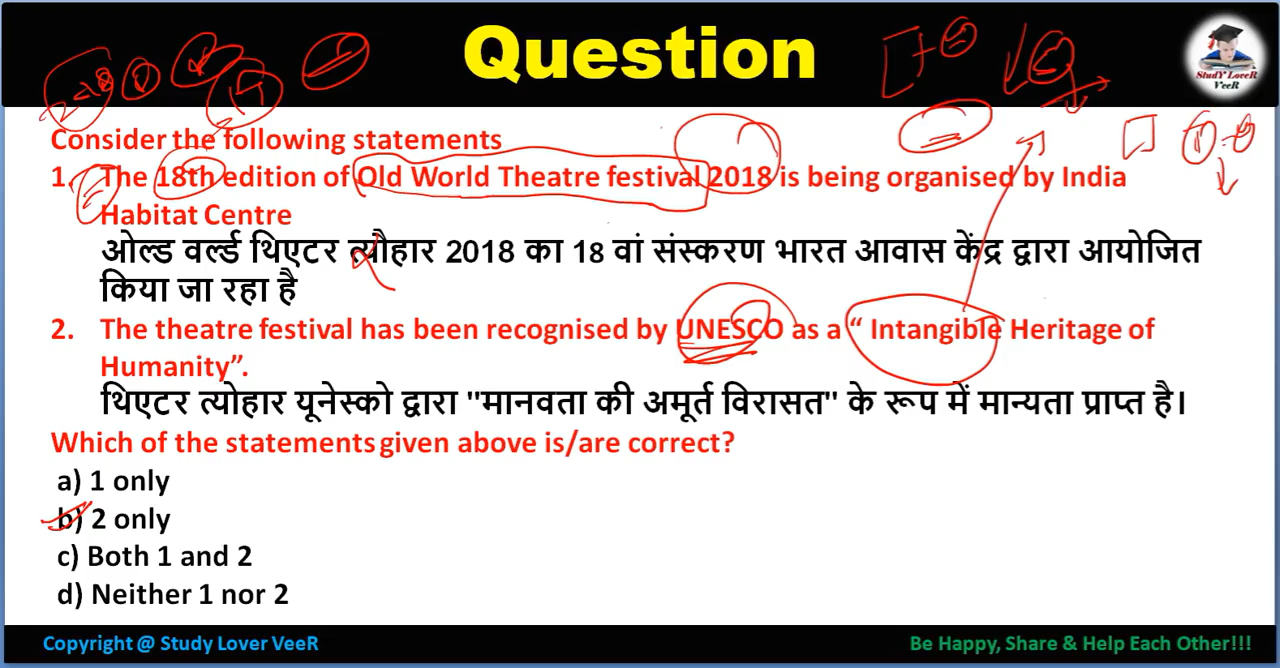 Question
StudY LoveR
VeeR
Consider the following statements
1. The 18th edition of Old World Theatre festival 2018 is being organised by India
Habitat Centre
ओल्ड वर्ल्ड थिएटर त्यौहार 2018 का 18 वां संस्करण भारत आवास केंद्र द्वारा आयोजित
किया जा रहा है
2. The theatre festival has been recognised by UNESCO as a “ Intangible Heritage of
Humanity”.
थिएटर त्योहार यूनेस्को द्वारा "मानवता की अमूर्त विरासत" के रूप में मान्यता प्राप्त है।
Which of the statements given above is/are correct?
a) 1 only
b) 2 only
c) Both 1 and 2
d) Neither 1 nor 2
Copyright @ Study Lover VeeR
Be Happy, Share & Help Each Other!!!